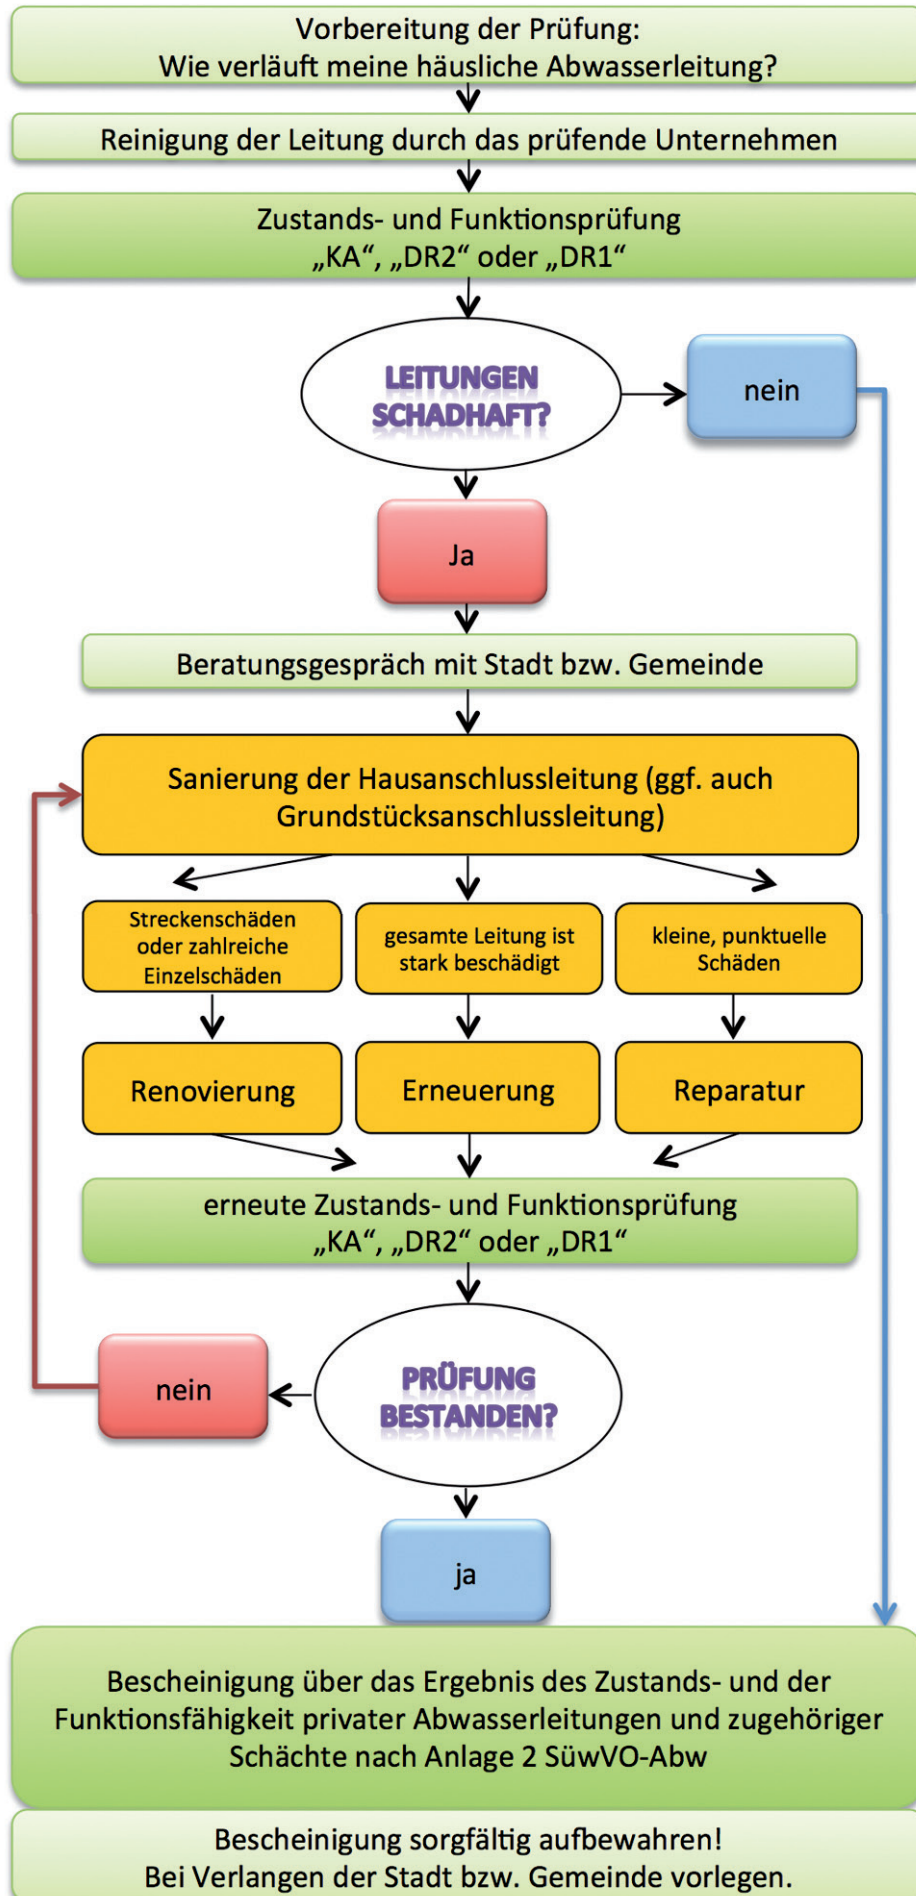 Vorbereitung der Prüfung:
Wie verläuft meine häusliche Abwasserleitung?
Reinigung der Leitung durch das prüfende Unternehmen
Zustands- und Funktionsprüfung
„KA“, „DR2“ oder „DR1“
LEITUNGEN
SCHADHAFT?
nein
Ja
Beratungsgespräch mit Stadt bzw. Gemeinde
Sanierung der Hausanschlussleitung (ggf. auch
Grundstücksanschlussleitung)
Streckenschäden
oder zahlreiche
Einzelschäden
gesamte Leitung ist
stark beschädigt
kleine, punktuelle
Schäden
Renovierung
Erneuerung
Reparatur
erneute Zustands- und Funktionsprüfung
„KA“, „DR2“ oder „DR1“
PRÜFUNG
BESTANDEN?
nein
ja
Bescheinigung über das Ergebnis des Zustands- und der
Funktionsfähigkeit privater Abwasserleitungen und zugehöriger
Schächte nach Anlage 2 SüwVO-Abw
Bescheinigung sorgfältig aufbewahren!
Bei Verlangen der Stadt bzw. Gemeinde vorlegen.